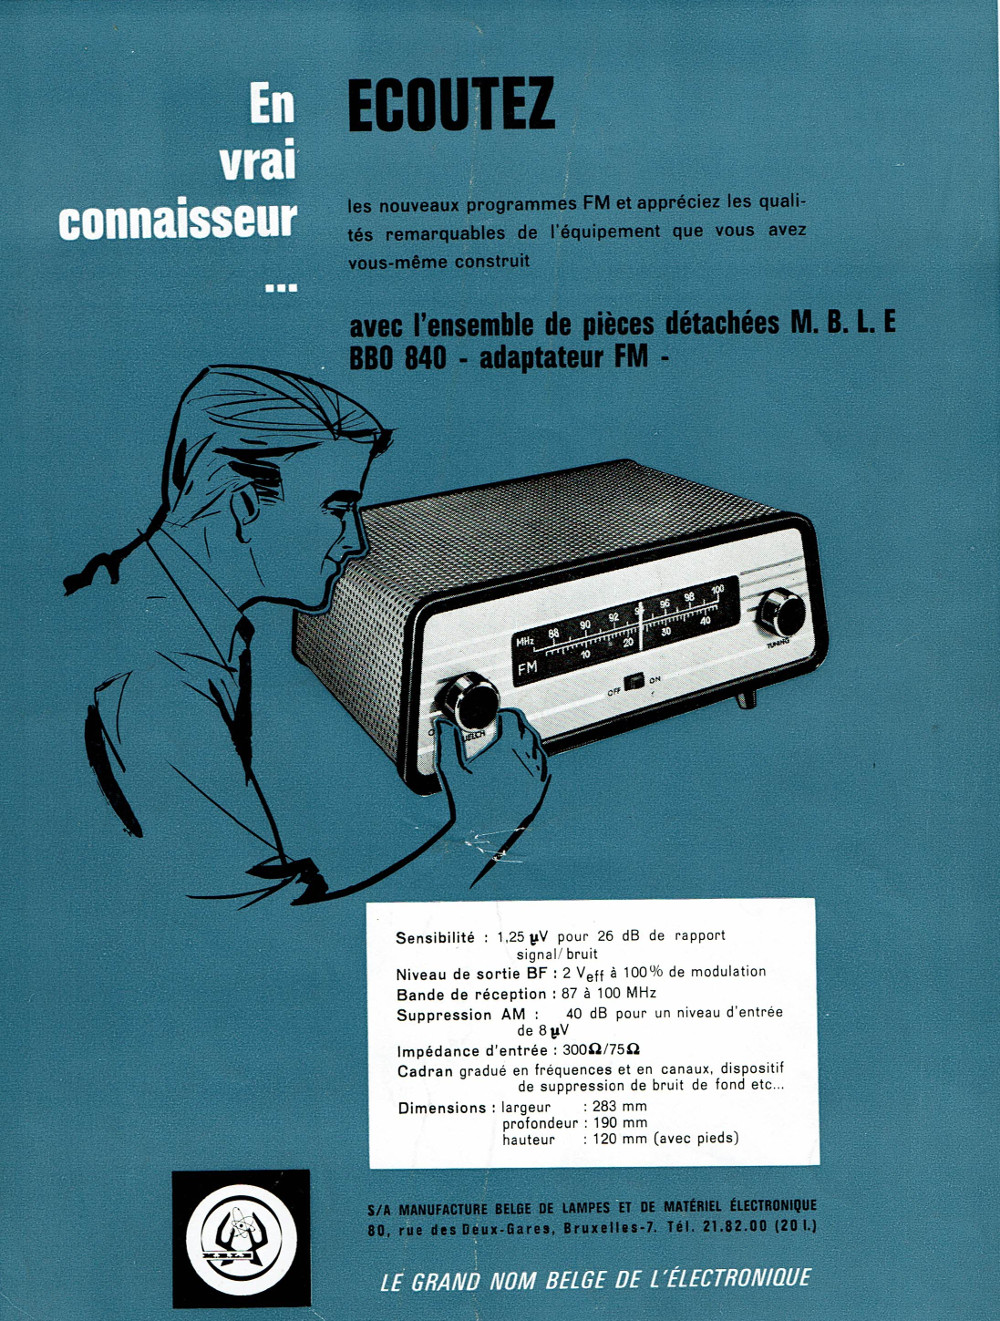 En
vrai
connaisseur
...
ECOUTEZ
les nouveaux programmes FM et appréciez les quali-
tés remarquables de l'équipement que vous avez
vous-même construit
avec l'ensemble de pièces détachées M. B. L. E
BBO 840 - adaptateur FM -
MHz 88 90 92 94 96 98 100
FM 10 20 30 40
OFF ON
TUNING
Sensibilité : 1,25 µV pour 26 dB de rapport
signal/bruit
Niveau de sortie BF : 2 Veff à 100% de modulation
Bande de réception : 87 à 100 MHz
Suppression AM : 40 dB pour un niveau d'entrée
de 8 µV
Impédance d'entrée : 300Ω/75Ω
Cadran gradué en fréquences et en canaux, dispositif
de suppression de bruit de fond etc...
Dimensions : largeur : 283 mm
profondeur : 190 mm
hauteur : 120 mm (avec pieds)
S/A MANUFACTURE BELGE DE LAMPES ET DE MATÉRIEL ÉLECTRONIQUE
80, rue des Deux-Gares, Bruxelles-7. Tél. 21.82.00 (20 l.)
LE GRAND NOM BELGE DE L'ÉLECTRONIQUE